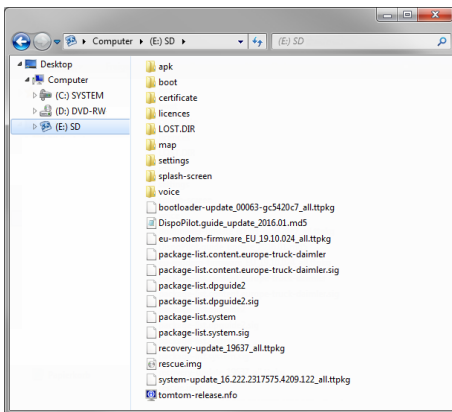 Computer ▸ (E:) SD ▸
(E:) SD
Desktop
Computer
(C:) SYSTEM
(D:) DVD-RW
(E:) SD
apk
boot
certificate
licences
LOST.DIR
map
settings
splash-screen
voice
bootloader-update_00063-gc5420c7_all.ttpkg
DispoPilot.guide_update_2016.01.md5
eu-modem-firmware_EU_19.10.024_all.ttpkg
package-list.content.europe-truck-daimler
package-list.content.europe-truck-daimler.sig
package-list.dpguide2
package-list.dpguide2.sig
package-list.system
package-list.system.sig
recovery-update_19637_all.ttpkg
rescue.img
system-update_16.222.2317575.4209.122_all.ttpkg
tomtom-release.nfo